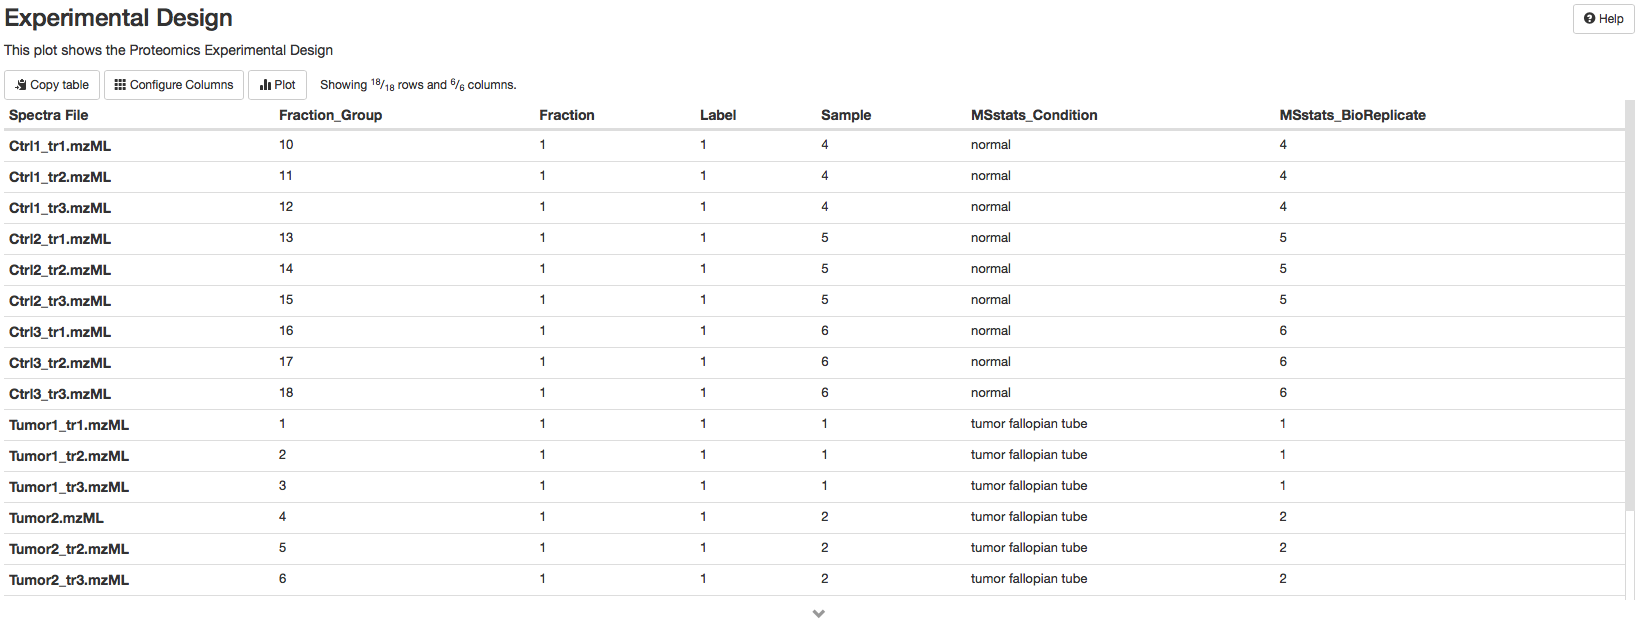 Experimental Design
Help
This plot shows the Proteomics Experimental Design
Copy table Configure Columns Plot Showing 18/18 rows and 6/6 columns.
Spectra File Fraction_Group Fraction Label Sample MSstats_Condition MSstats_BioReplicate
Ctrl1_tr1.mzML 10 1 1 4 normal 4
Ctrl1_tr2.mzML 11 1 1 4 normal 4
Ctrl1_tr3.mzML 12 1 1 4 normal 4
Ctrl2_tr1.mzML 13 1 1 5 normal 5
Ctrl2_tr2.mzML 14 1 1 5 normal 5
Ctrl2_tr3.mzML 15 1 1 5 normal 5
Ctrl3_tr1.mzML 16 1 1 6 normal 6
Ctrl3_tr2.mzML 17 1 1 6 normal 6
Ctrl3_tr3.mzML 18 1 1 6 normal 6
Tumor1_tr1.mzML 1 1 1 1 tumor fallopian tube 1
Tumor1_tr2.mzML 2 1 1 1 tumor fallopian tube 1
Tumor1_tr3.mzML 3 1 1 1 tumor fallopian tube 1
Tumor2.mzML 4 1 1 2 tumor fallopian tube 2
Tumor2_tr2.mzML 5 1 1 2 tumor fallopian tube 2
Tumor2_tr3.mzML 6 1 1 2 tumor fallopian tube 2